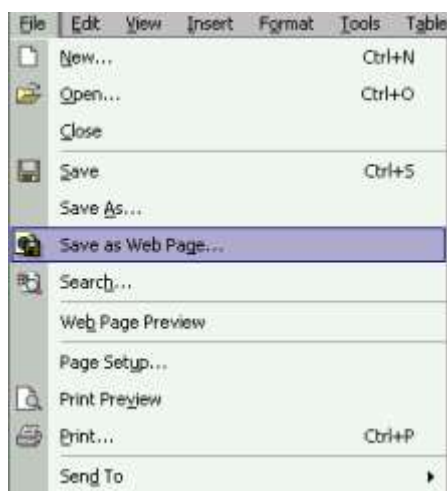 File Edit View Insert Format Tools Table
New... Ctrl+N
Open... Ctrl+O
Close
Save Ctrl+S
Save As...
Save as Web Page...
Search...
Web Page Preview
Page Setup...
Print Preview
Print... Ctrl+P
Send To